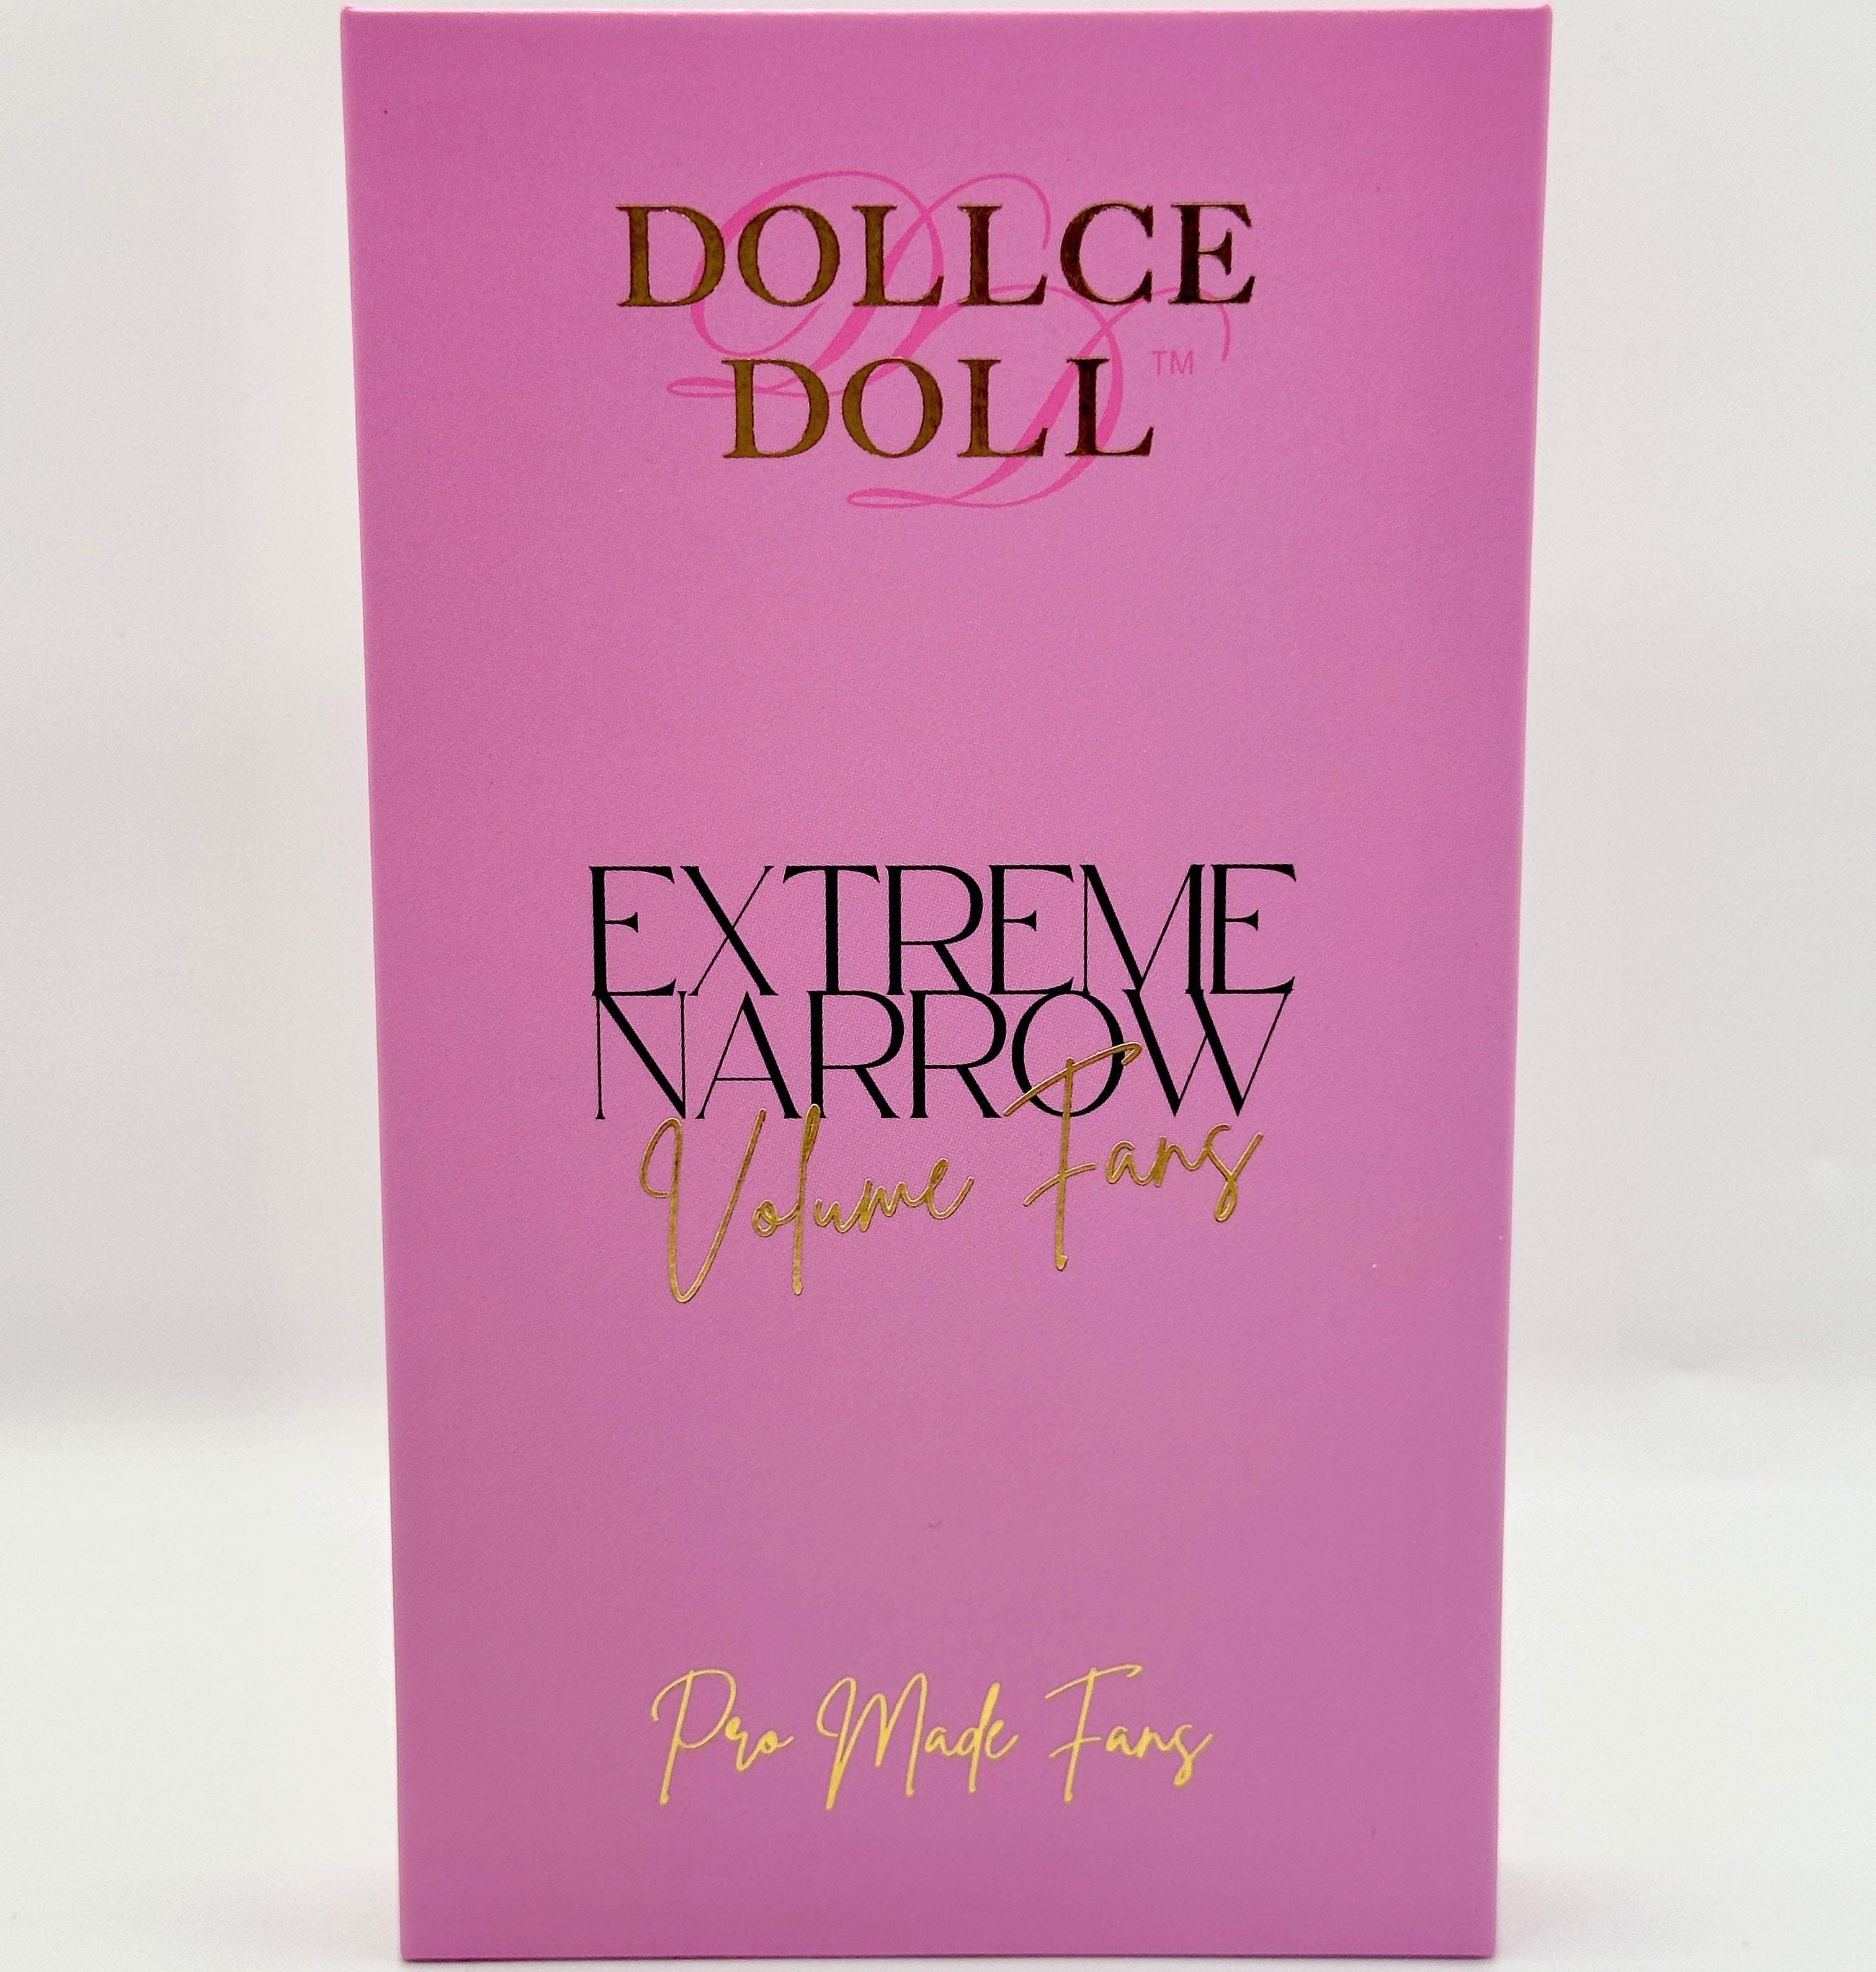 DOLLCE
DOLL™
EXTREME
NARROW
Volume Fans
Pro Made Fans